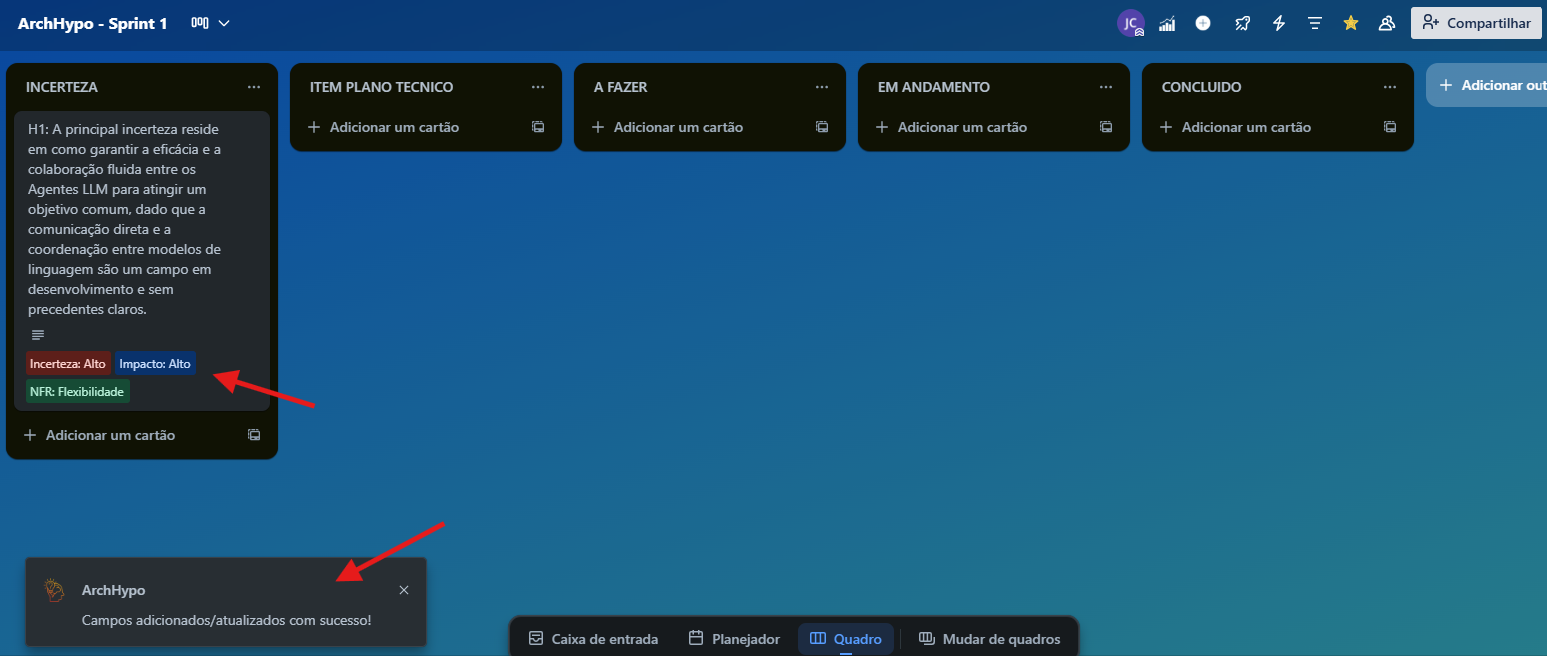 ArchHypo - Sprint 1
JC
Compartilhar
INCERTEZA
H1: A principal incerteza reside
em como garantir a eficácia e a
colaboração fluida entre os
Agentes LLM para atingir um
objetivo comum, dado que a
comunicação direta e a
coordenação entre modelos de
linguagem são um campo em
desenvolvimento e sem
precedentes claros.
Incerteza: Alto Impacto: Alto
NFR: Flexibilidade
+ Adicionar um cartão
ITEM PLANO TECNICO
+ Adicionar um cartão
A FAZER
+ Adicionar um cartão
EM ANDAMENTO
+ Adicionar um cartão
CONCLUIDO
+ Adicionar um cartão
+ Adicionar out
ArchHypo
Campos adicionados/atualizados com sucesso!
Caixa de entrada
Planejador
Quadro
Mudar de quadros